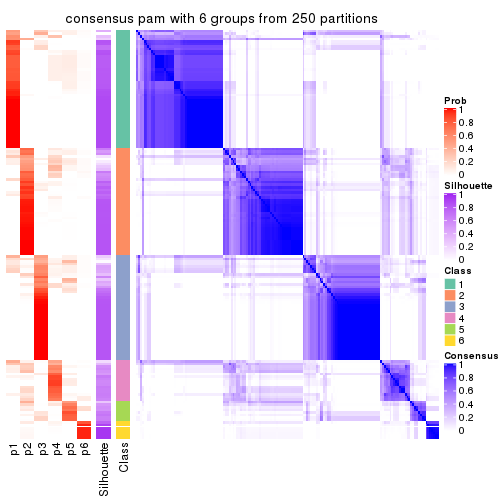 consensus pam with 6 groups from 250 partitions
Prob
1
0.8
0.6
0.4
0.2
0
Silhouette
1
0.8
0.6
0.4
0.2
0
Class
1
2
3
4
5
6
Consensus
1
0.8
0.6
0.4
0.2
0
p1
p2
p3
p4
p5
p6
Silhouette
Class